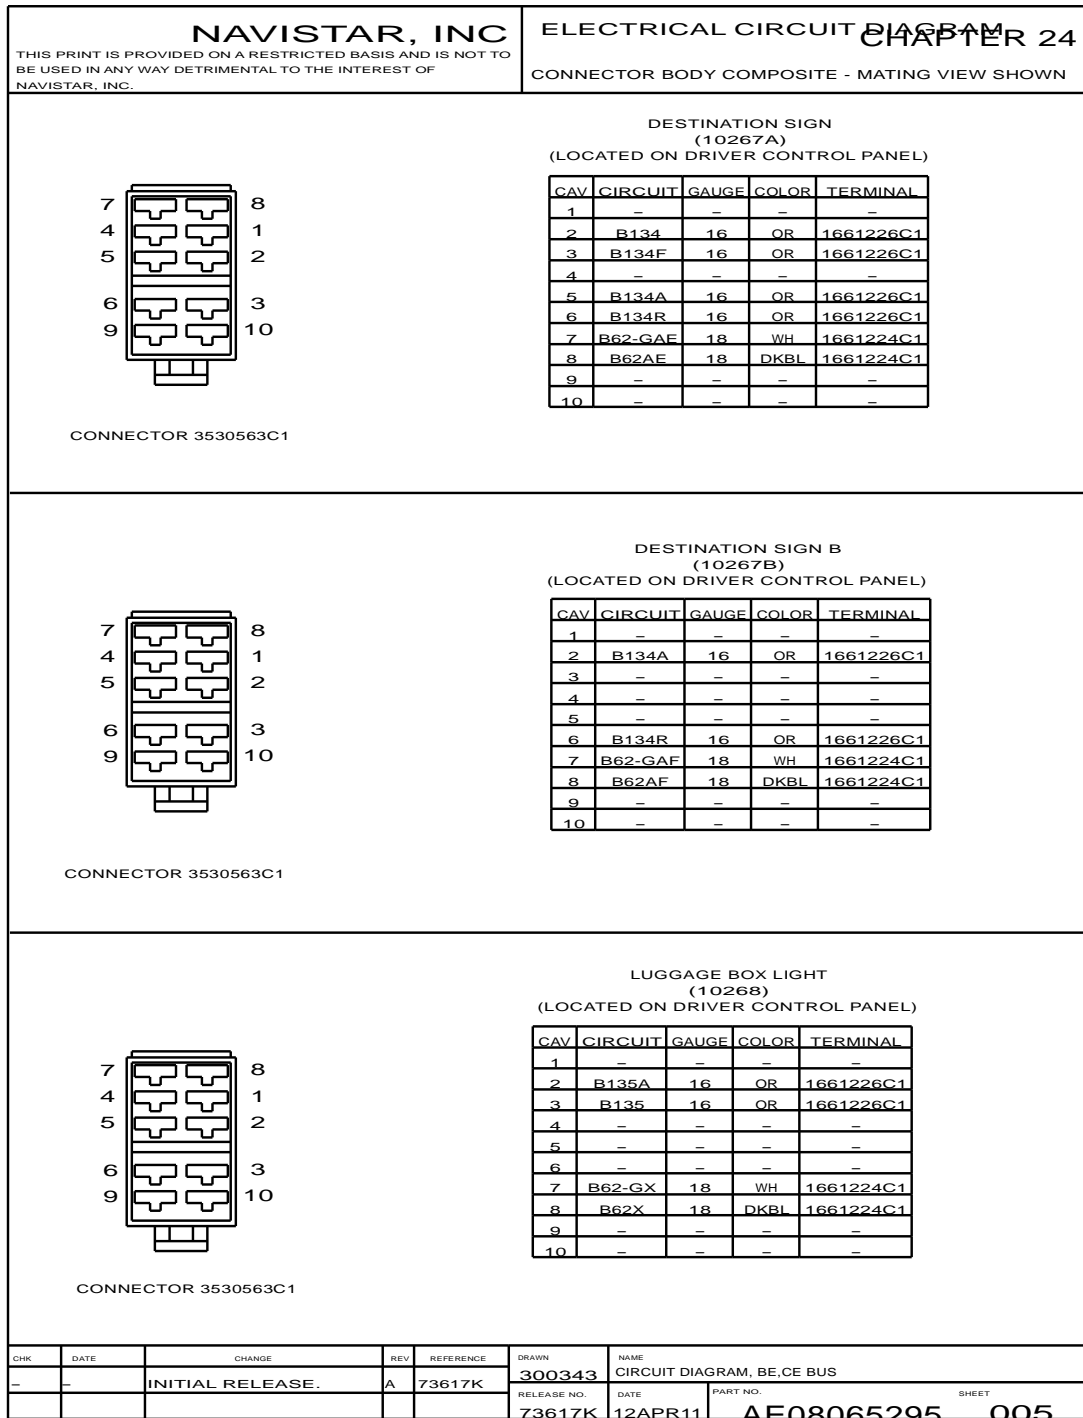 NAVISTAR, INC
THIS PRINT IS PROVIDED ON A RESTRICTED BASIS AND IS NOT TO
BE USED IN ANY WAY DETRIMENTAL TO THE INTEREST OF
NAVISTAR, INC.
ELECTRICAL CIRCUIT DIAGRAM
CHAPTER 24
CONNECTOR BODY COMPOSITE - MATING VIEW SHOWN
DESTINATION SIGN
(10267A)
(LOCATED ON DRIVER CONTROL PANEL)
7 8
4 1
5 2
6 3
9 10
CONNECTOR 3530563C1
CAV CIRCUIT GAUGE COLOR TERMINAL
1 – – – –
2 B134 16 OR 1661226C1
3 B134F 16 OR 1661226C1
4 – – – –
5 B134A 16 OR 1661226C1
6 B134R 16 OR 1661226C1
7 B62-GAE 18 WH 1661224C1
8 B62AE 18 DKBL 1661224C1
9 – – – –
10 – – – –
DESTINATION SIGN B
(10267B)
(LOCATED ON DRIVER CONTROL PANEL)
7 8
4 1
5 2
6 3
9 10
CONNECTOR 3530563C1
CAV CIRCUIT GAUGE COLOR TERMINAL
1 – – – –
2 B134A 16 OR 1661226C1
3 – – – –
4 – – – –
5 – – – –
6 B134R 16 OR 1661226C1
7 B62-GAF 18 WH 1661224C1
8 B62AF 18 DKBL 1661224C1
9 – – – –
10 – – – –
LUGGAGE BOX LIGHT
(10268)
(LOCATED ON DRIVER CONTROL PANEL)
7 8
4 1
5 2
6 3
9 10
CONNECTOR 3530563C1
CAV CIRCUIT GAUGE COLOR TERMINAL
1 – – – –
2 B135A 16 OR 1661226C1
3 B135 16 OR 1661226C1
4 – – – –
5 – – – –
6 – – – –
7 B62-GX 18 WH 1661224C1
8 B62X 18 DKBL 1661224C1
9 – – – –
10 – – – –
CHK DATE CHANGE REV REFERENCE
– – INITIAL RELEASE. A 73617K
DRAWN
300343
NAME
CIRCUIT DIAGRAM, BE,CE BUS
RELEASE NO.
73617K
DATE
12APR11
PART NO.
AE08065295
SHEET
005